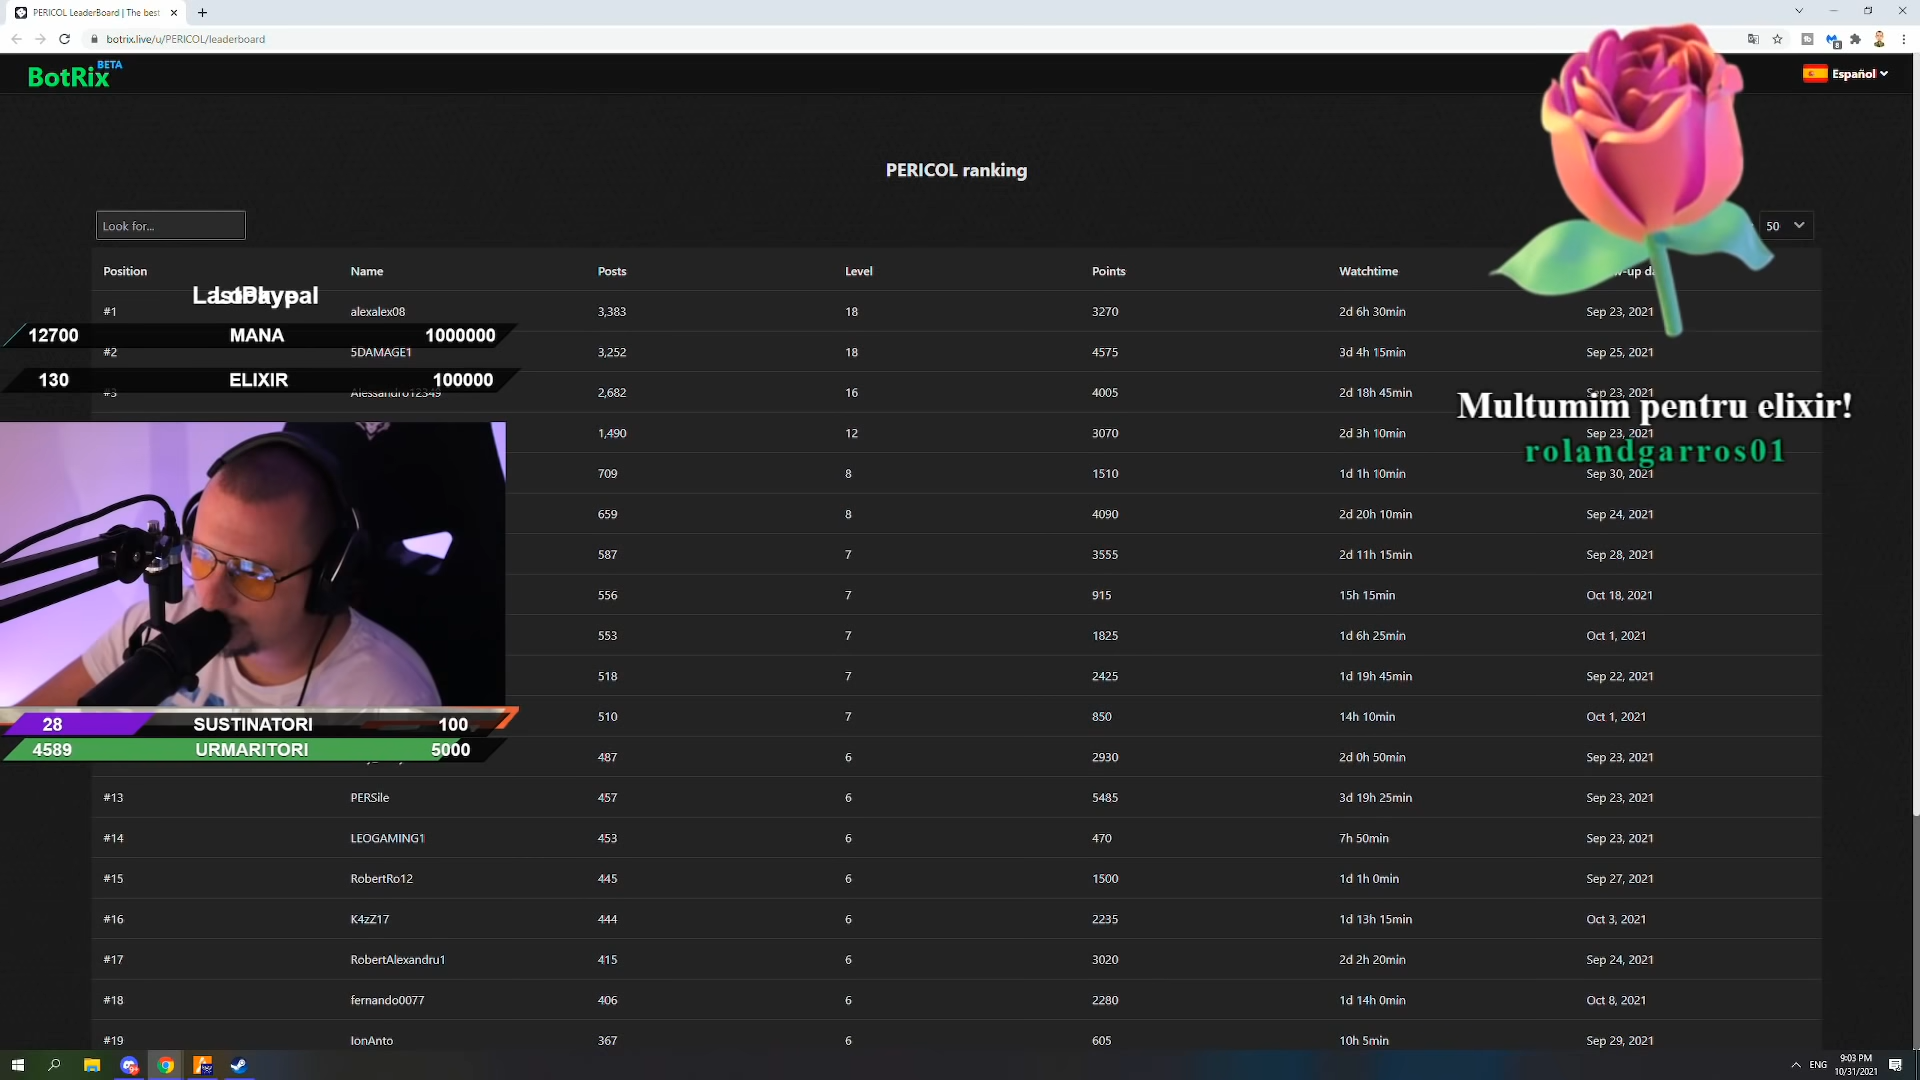 PERICOL LeaderBoard | The best
botrix.live/u/PERICOL/leaderboard
BotRix BETA
Español
PERICOL ranking
Look for...
50
Position Name Posts Level Points Watchtime
#1 alexalex08 3,383 18 3270 2d 6h 30min Sep 23, 2021
12700 MANA 1000000
#2 5DAMAGE1 3,252 18 4575 3d 4h 15min Sep 25, 2021
130 ELIXIR 100000
#3 Alessandro12349 2,682 16 4005 2d 18h 45min Sep 23, 2021
Multumim pentru elixir!
rolandgarros01
1,490 12 3070 2d 3h 10min Sep 23, 2021
709 8 1510 1d 1h 10min Sep 30, 2021
659 8 4090 2d 20h 10min Sep 24, 2021
587 7 3555 2d 11h 15min Sep 28, 2021
556 7 915 15h 15min Oct 18, 2021
553 7 1825 1d 6h 25min Oct 1, 2021
518 7 2425 1d 19h 45min Sep 22, 2021
510 7 850 14h 10min Oct 1, 2021
28 SUSTINATORI 100
4589 URMARITORI 5000
487 6 2930 2d 0h 50min Sep 23, 2021
#13 PERSile 457 6 5485 3d 19h 25min Sep 23, 2021
#14 LEOGAMING1 453 6 470 7h 50min Sep 23, 2021
#15 RobertRo12 445 6 1500 1d 1h 0min Sep 27, 2021
#16 K4zZ17 444 6 2235 1d 13h 15min Oct 3, 2021
#17 RobertAlexandru1 415 6 3020 2d 2h 20min Sep 24, 2021
#18 fernando0077 406 6 2280 1d 14h 0min Oct 8, 2021
#19 IonAnto 367 6 605 10h 5min Sep 29, 2021
ENG
9:03 PM
10/31/2021